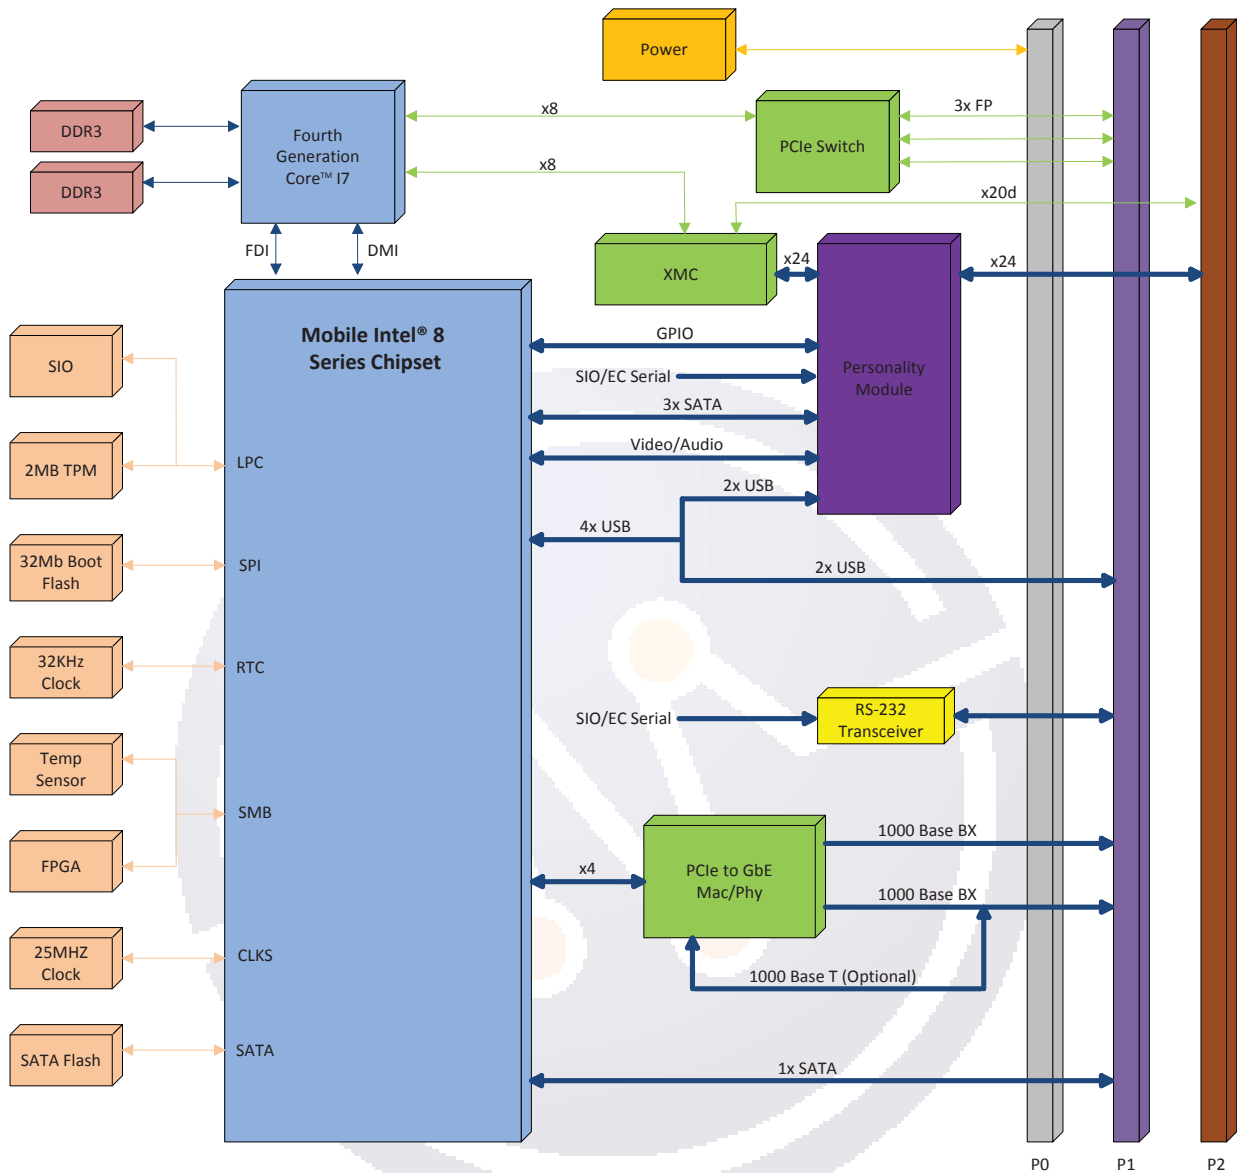 Power
x8
3x FP
DDR3
Fourth
Generation
Core™ I7
PCIe Switch
DDR3
x8
x20d
FDI
DMI
XMC
x24
x24
Mobile Intel® 8
Series Chipset
GPIO
SIO
SIO/EC Serial
Personality
Module
3x SATA
Video/Audio
2MB TPM
LPC
2x USB
4x USB
32Mb Boot
Flash
SPI
2x USB
32KHz
Clock
RTC
SIO/EC Serial
RS-232
Transceiver
Temp
Sensor
SMB
1000 Base BX
FPGA
x4
PCIe to GbE
Mac/Phy
1000 Base BX
25MHZ
Clock
CLKS
1000 Base T (Optional)
SATA Flash
SATA
1x SATA
P0
P1
P2